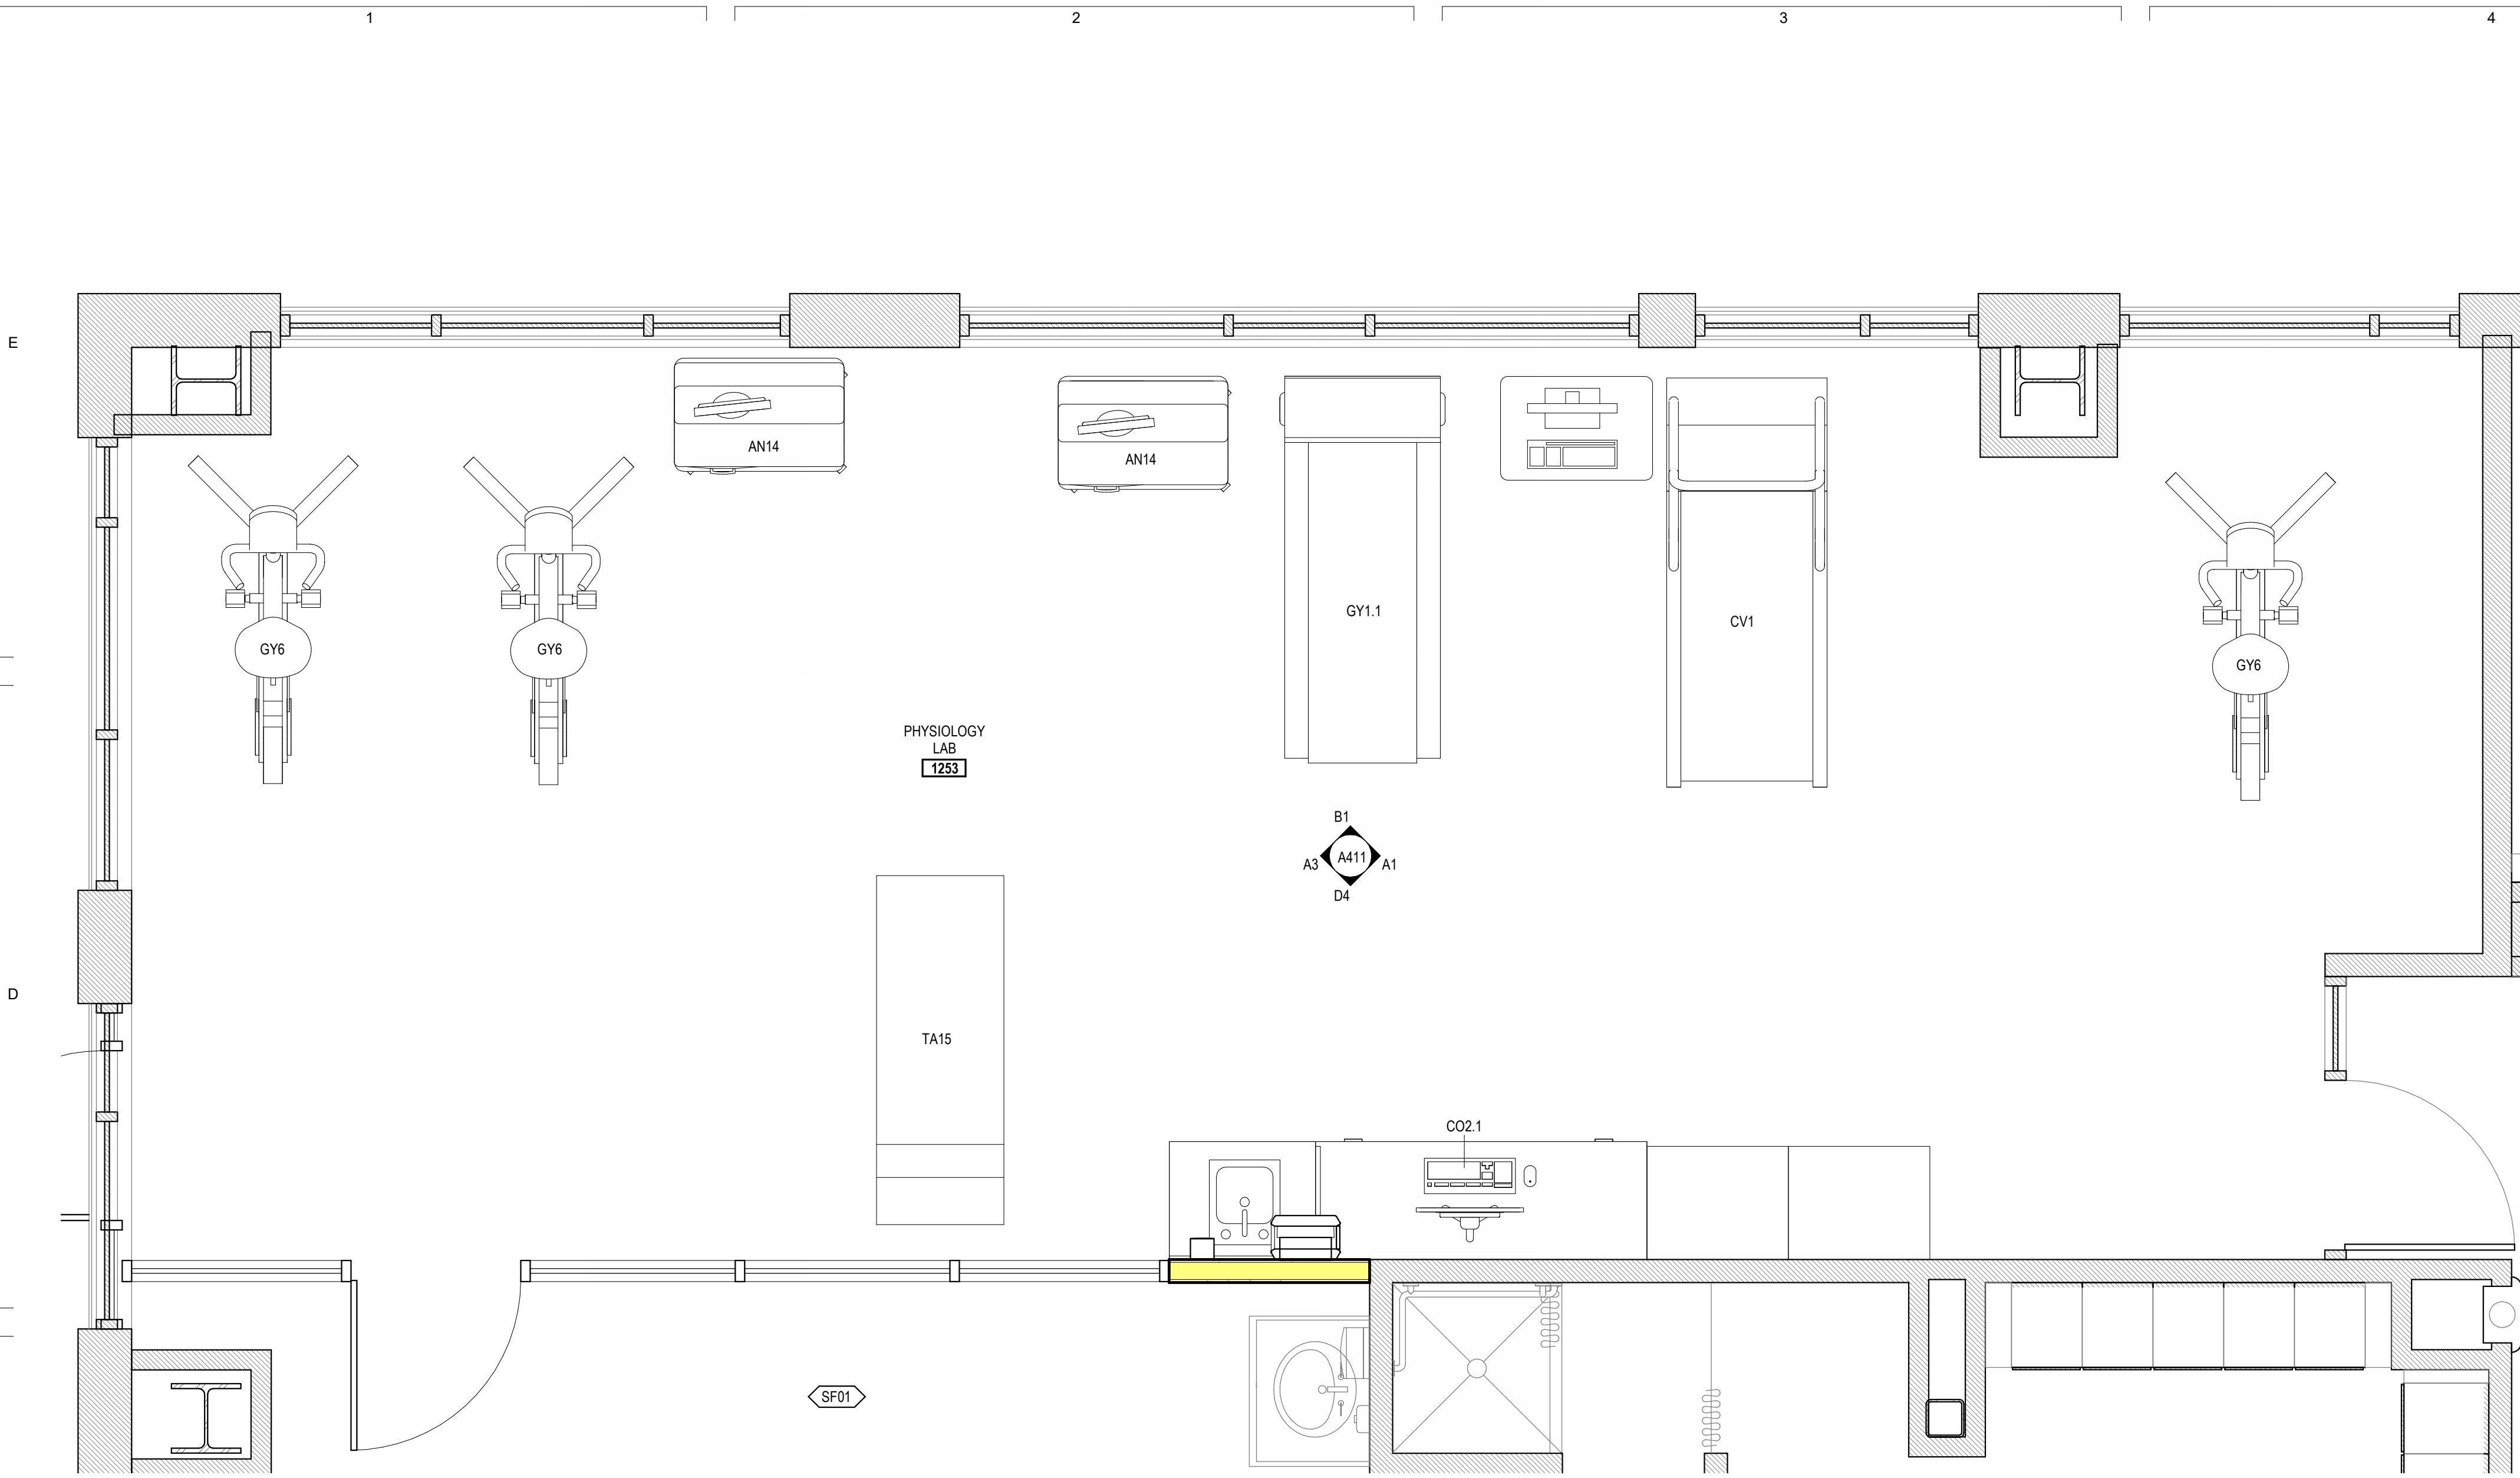 1
2
3
4
E
AN14
AN14
GY1.1
CV1
GY6
GY6
GY6
PHYSIOLOGY
LAB
1253
B1
A3
A411
A1
D4
D
TA15
CO2.1
SF01